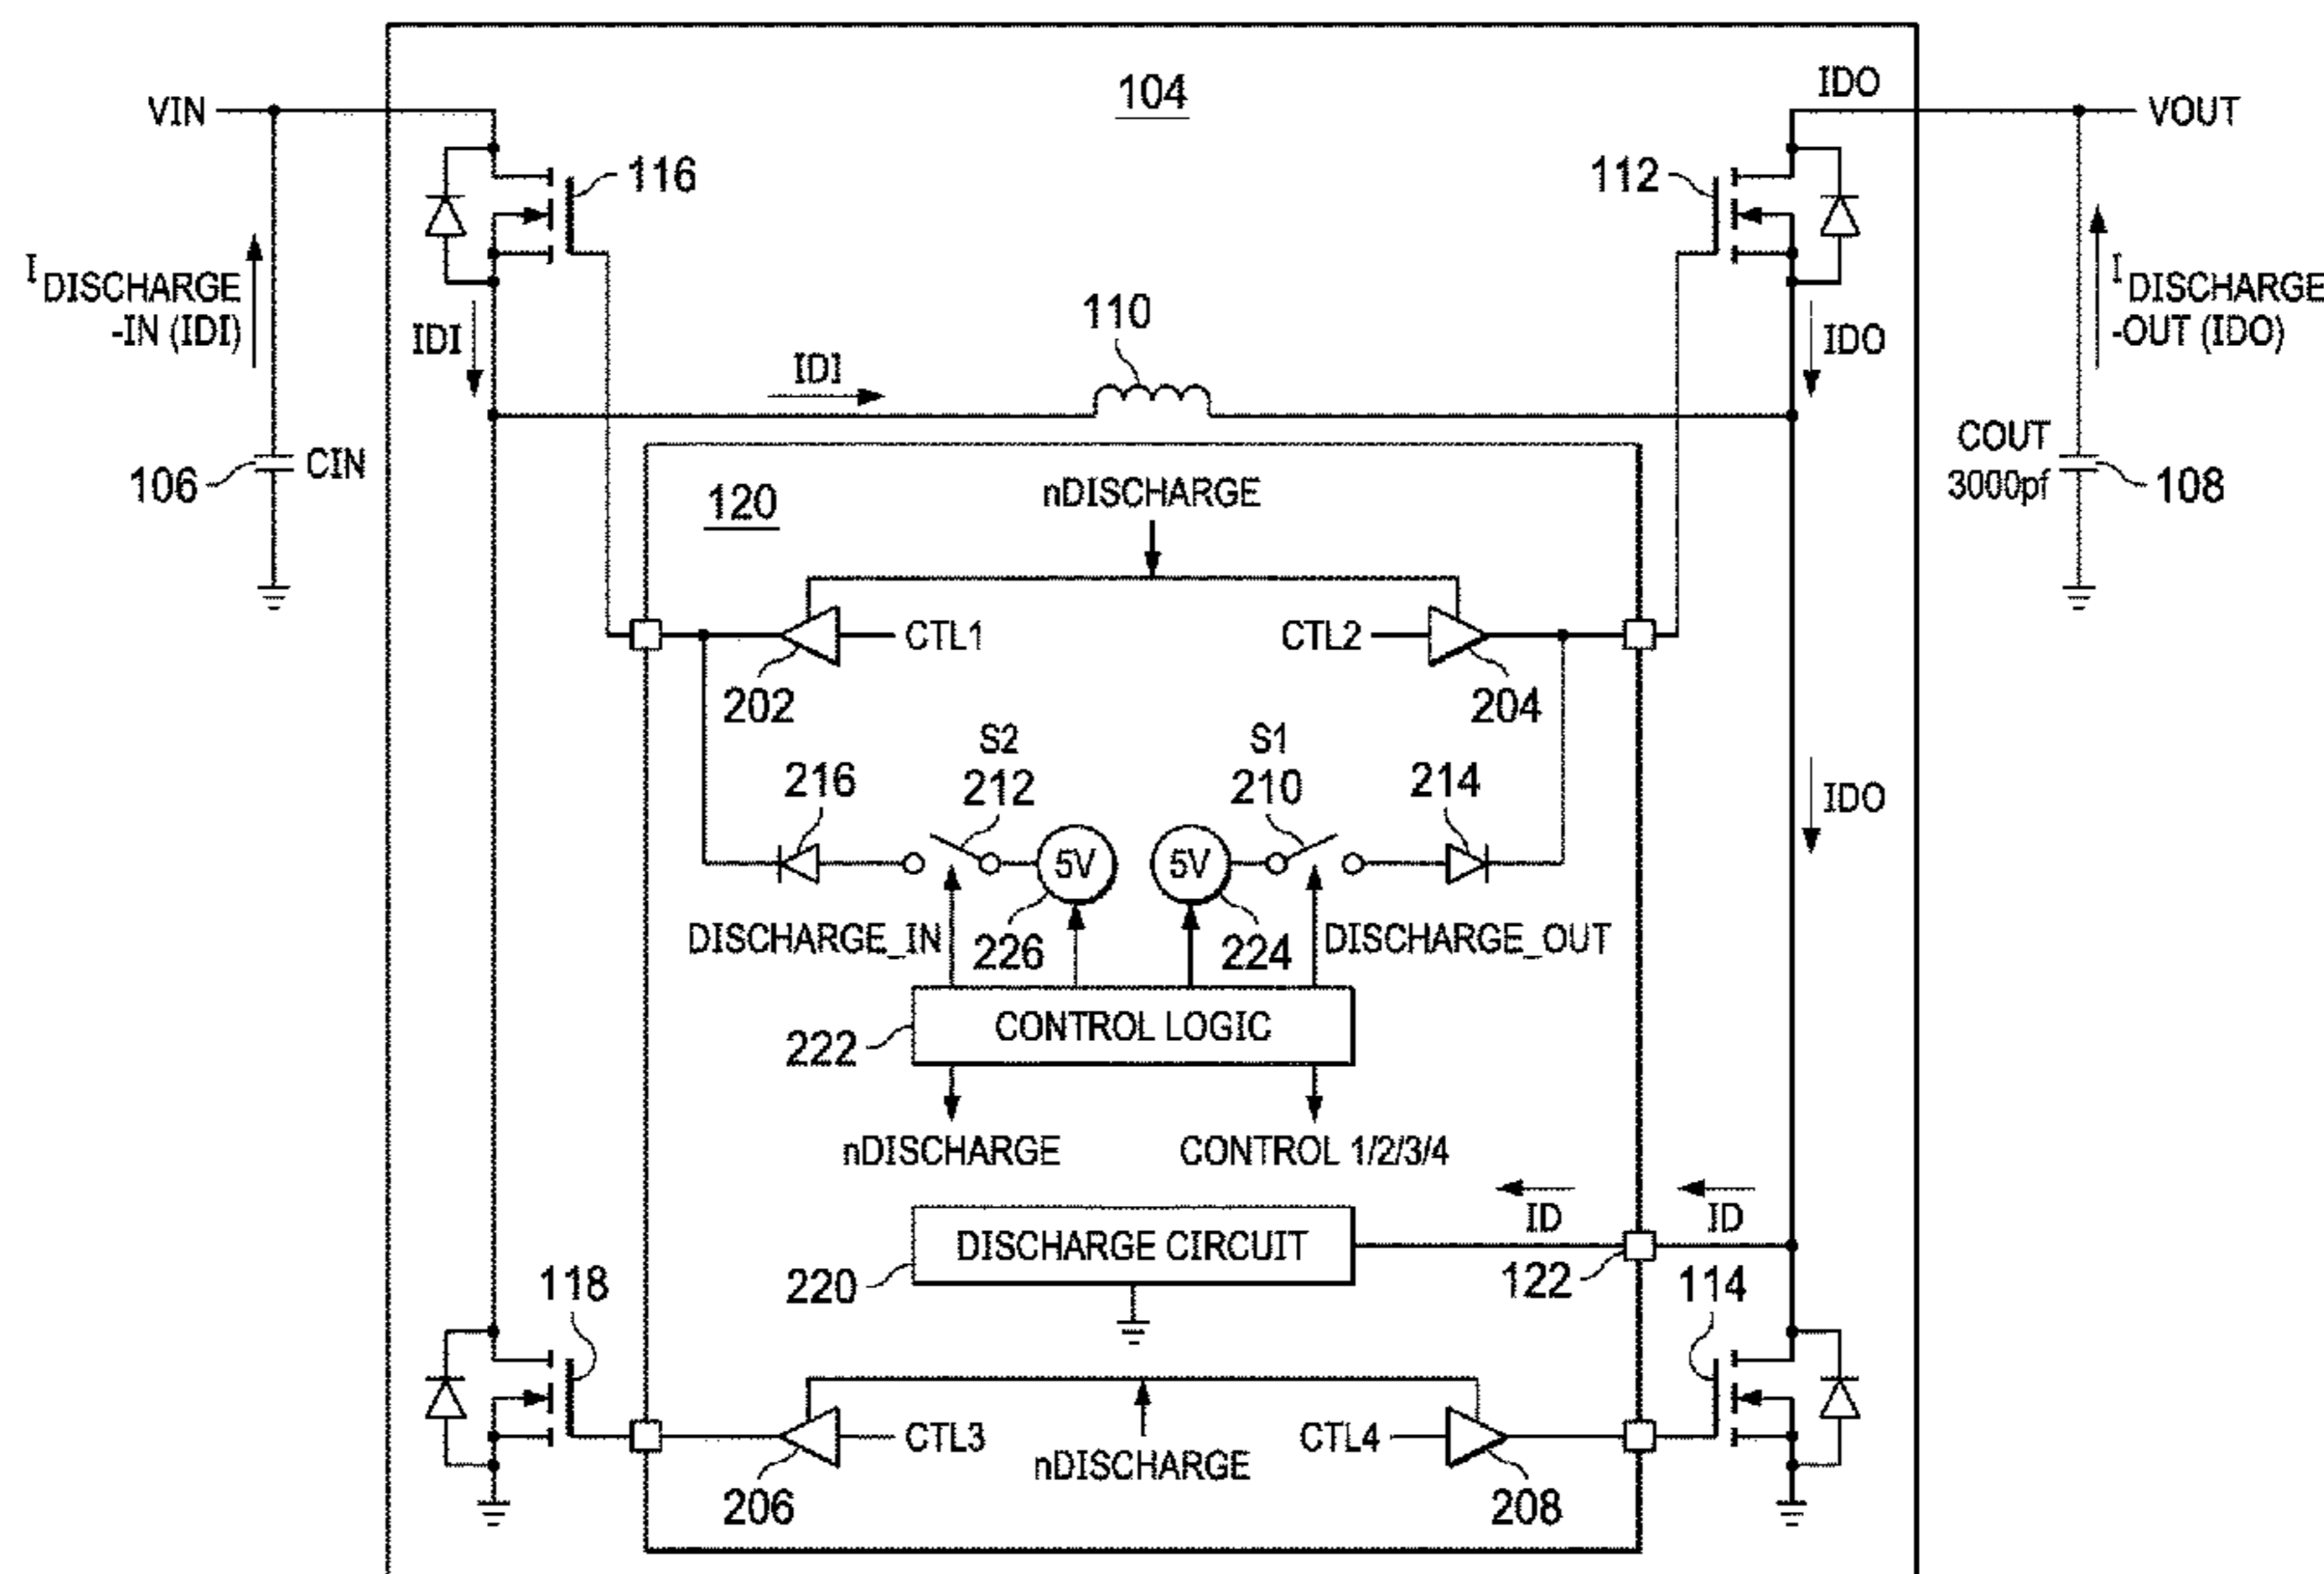 104
IDO
VIN
VOUT
116
112
I DISCHARGE
-IN (IDI)
IDI
IDI
110
IDO
I DISCHARGE
-OUT (IDO)
106
CIN
COUT
3000pf
108
120
nDISCHARGE
CTL1
CTL2
202
204
S2
S1
216
212
210
214
5V
5V
IDO
DISCHARGE_IN
226
224
DISCHARGE_OUT
222
CONTROL LOGIC
nDISCHARGE
CONTROL 1/2/3/4
ID
ID
DISCHARGE CIRCUIT
220
122
118
114
CTL3
CTL4
nDISCHARGE
206
208